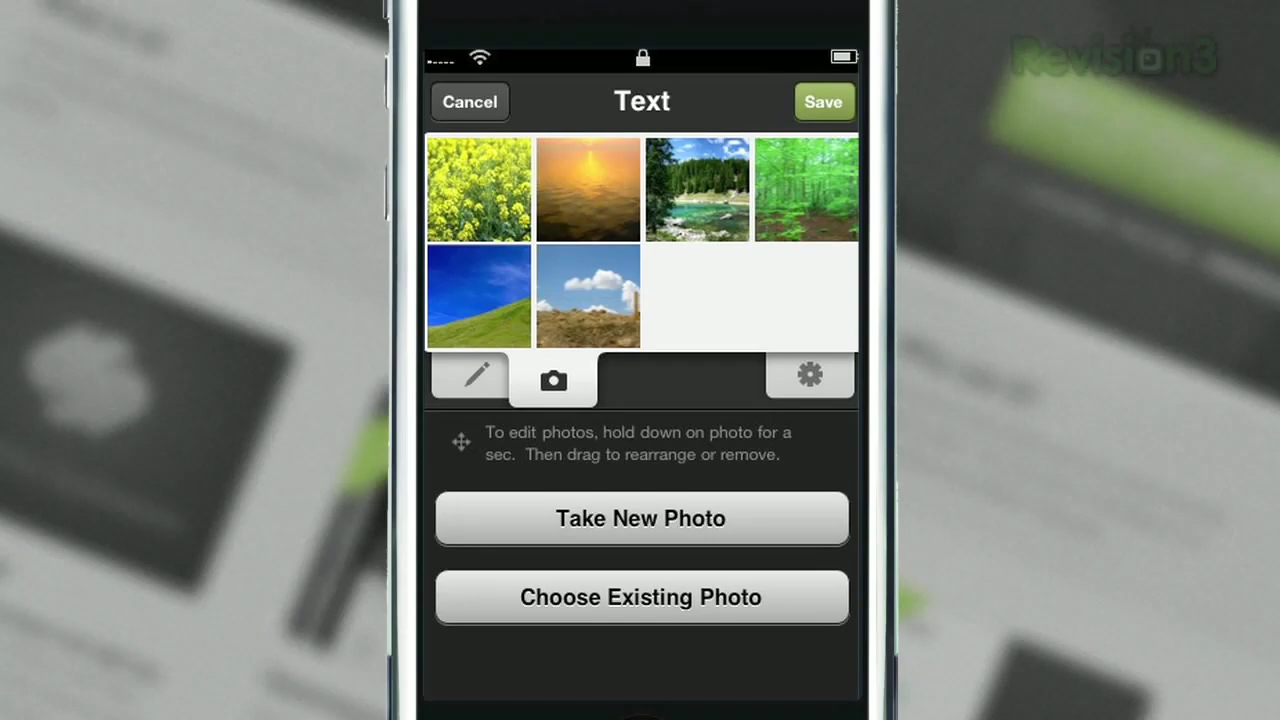 Revision3
Cancel
Text
Save
To edit photos, hold down on photo for a
sec. Then drag to rearrange or remove.
Take New Photo
Choose Existing Photo